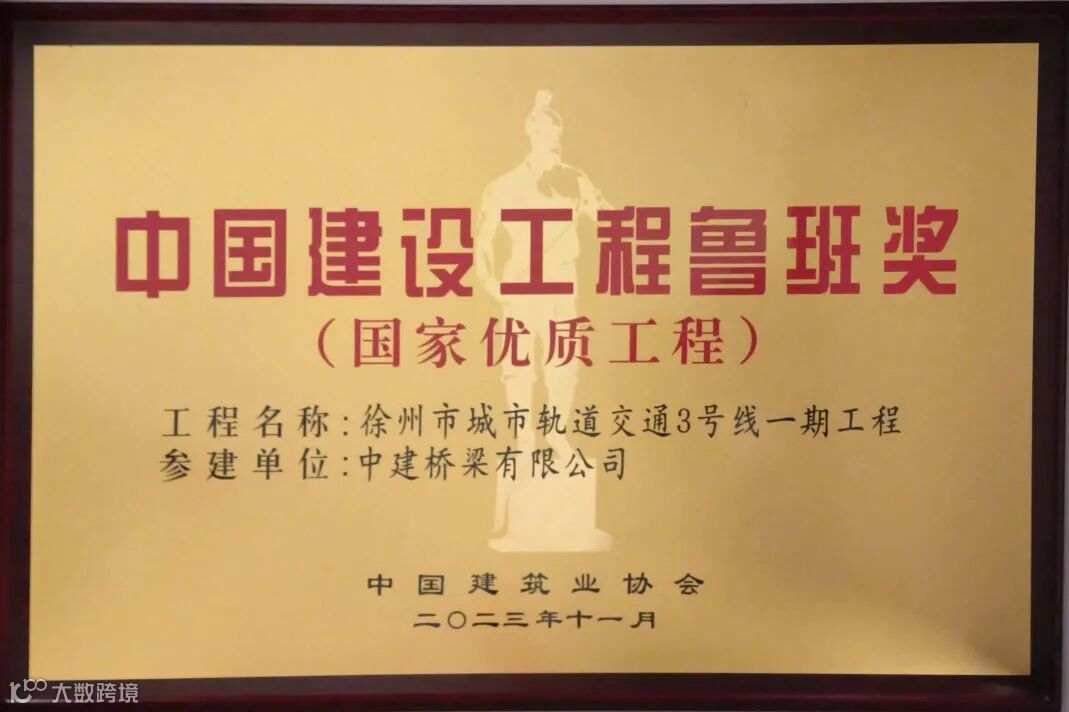 中国建设工程鲁班奖
（国家优质工程）
工程名称：徐州市城市轨道交通3号线一期工程
参建单位：中建桥梁有限公司
中国建筑业协会
二〇二三年十一月
大数跨境